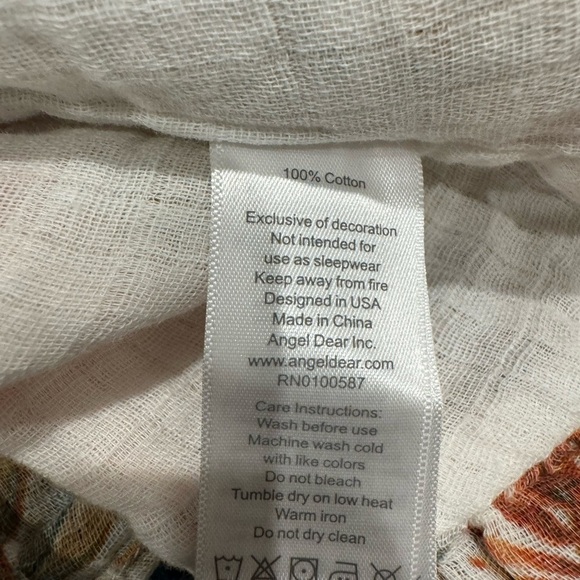 100% Cotton
Exclusive of decoration
Not intended for
use as sleepwear
Keep away from fire
Designed in USA
Made in China
Angel Dear Inc.
www.angeldear.com
RN0100587
Care Instructions:
Wash before use
Machine wash cold
with like colors
Do not bleach
Tumble dry on low heat
Warm iron
Do not dry clean